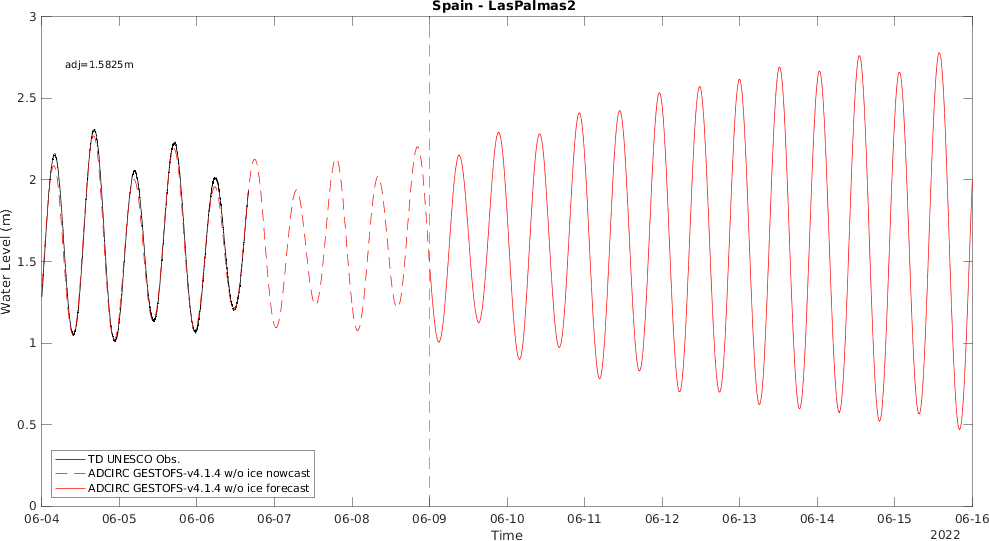 Spain - LasPalmas2
adj=1.5825m
3
2.5
2
1.5
1
0.5
0
Water Level (m)
TD UNESCO Obs.
ADCIRC GESTOFS-v4.1.4 w/o ice nowcast
ADCIRC GESTOFS-v4.1.4 w/o ice forecast
06-04 06-05 06-06 06-07 06-08 06-09 06-10 06-11 06-12 06-13 06-14 06-15 06-16
Time
2022